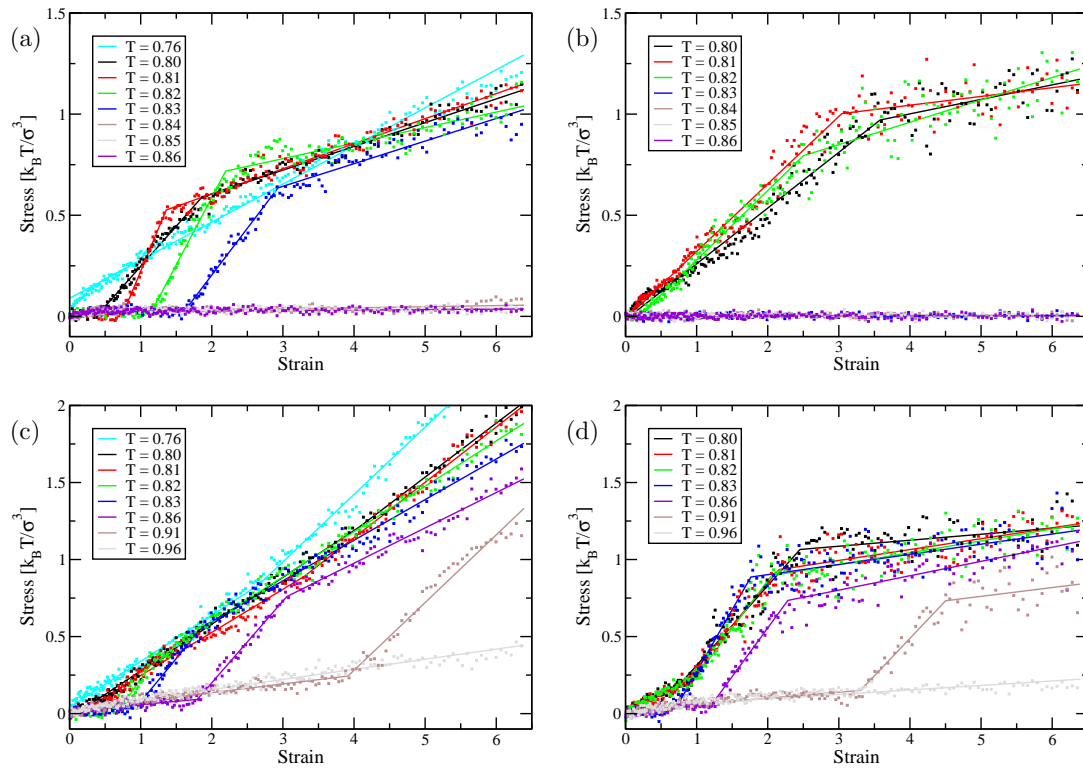 (a)
Stress [k_B T/σ^3]
1.5
1
0.5
0
T = 0.76
T = 0.80
T = 0.81
T = 0.82
T = 0.83
T = 0.84
T = 0.85
T = 0.86
0 1 2 3 4 5 6
Strain
(b)
Stress [k_B T/σ^3]
1.5
1
0.5
0
T = 0.80
T = 0.81
T = 0.82
T = 0.83
T = 0.84
T = 0.85
T = 0.86
0 1 2 3 4 5 6
Strain
(c)
Stress [k_B T/σ^3]
2
1.5
1
0.5
0
T = 0.76
T = 0.80
T = 0.81
T = 0.82
T = 0.83
T = 0.86
T = 0.91
T = 0.96
0 1 2 3 4 5 6
Strain
(d)
Stress [k_B T/σ^3]
2
1.5
1
0.5
0
T = 0.80
T = 0.81
T = 0.82
T = 0.83
T = 0.86
T = 0.91
T = 0.96
0 1 2 3 4 5 6
Strain